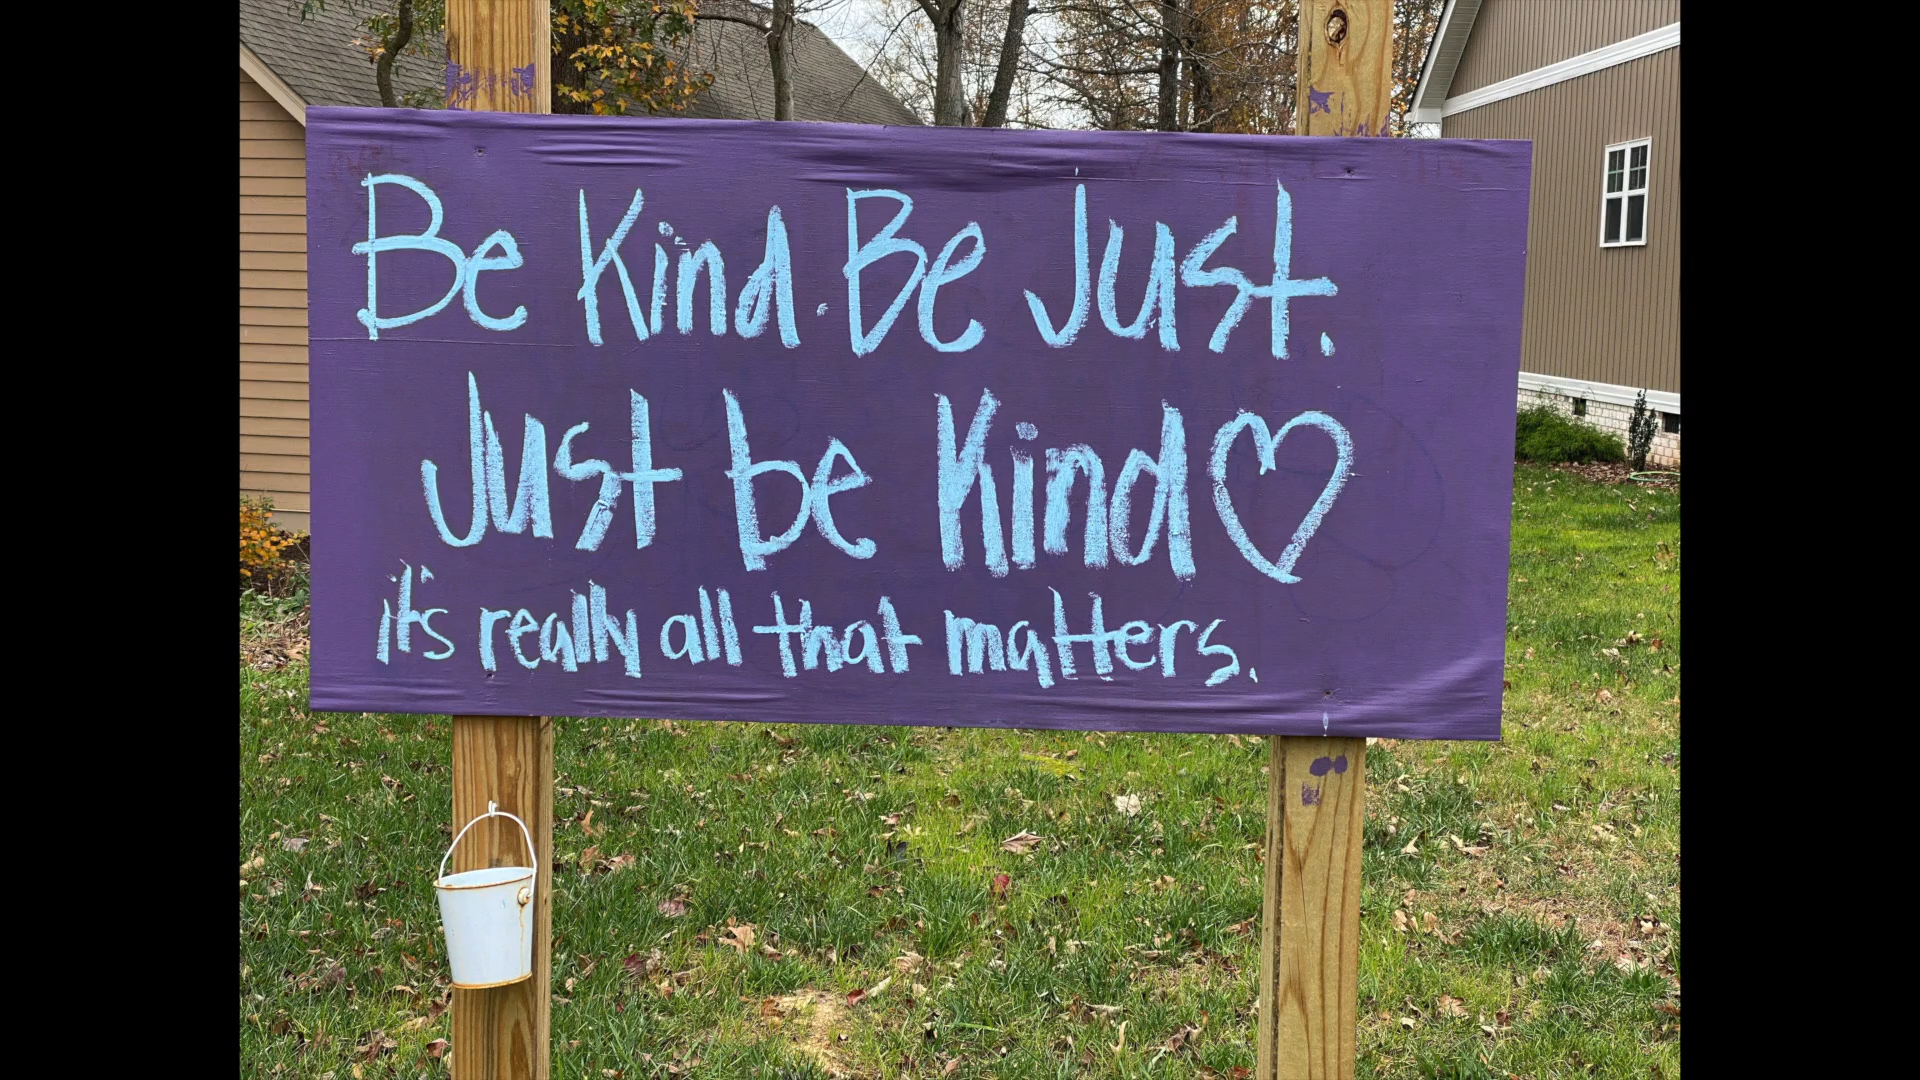 Be Kind. Be Just.
Just be Kind♡
it's really all that matters.